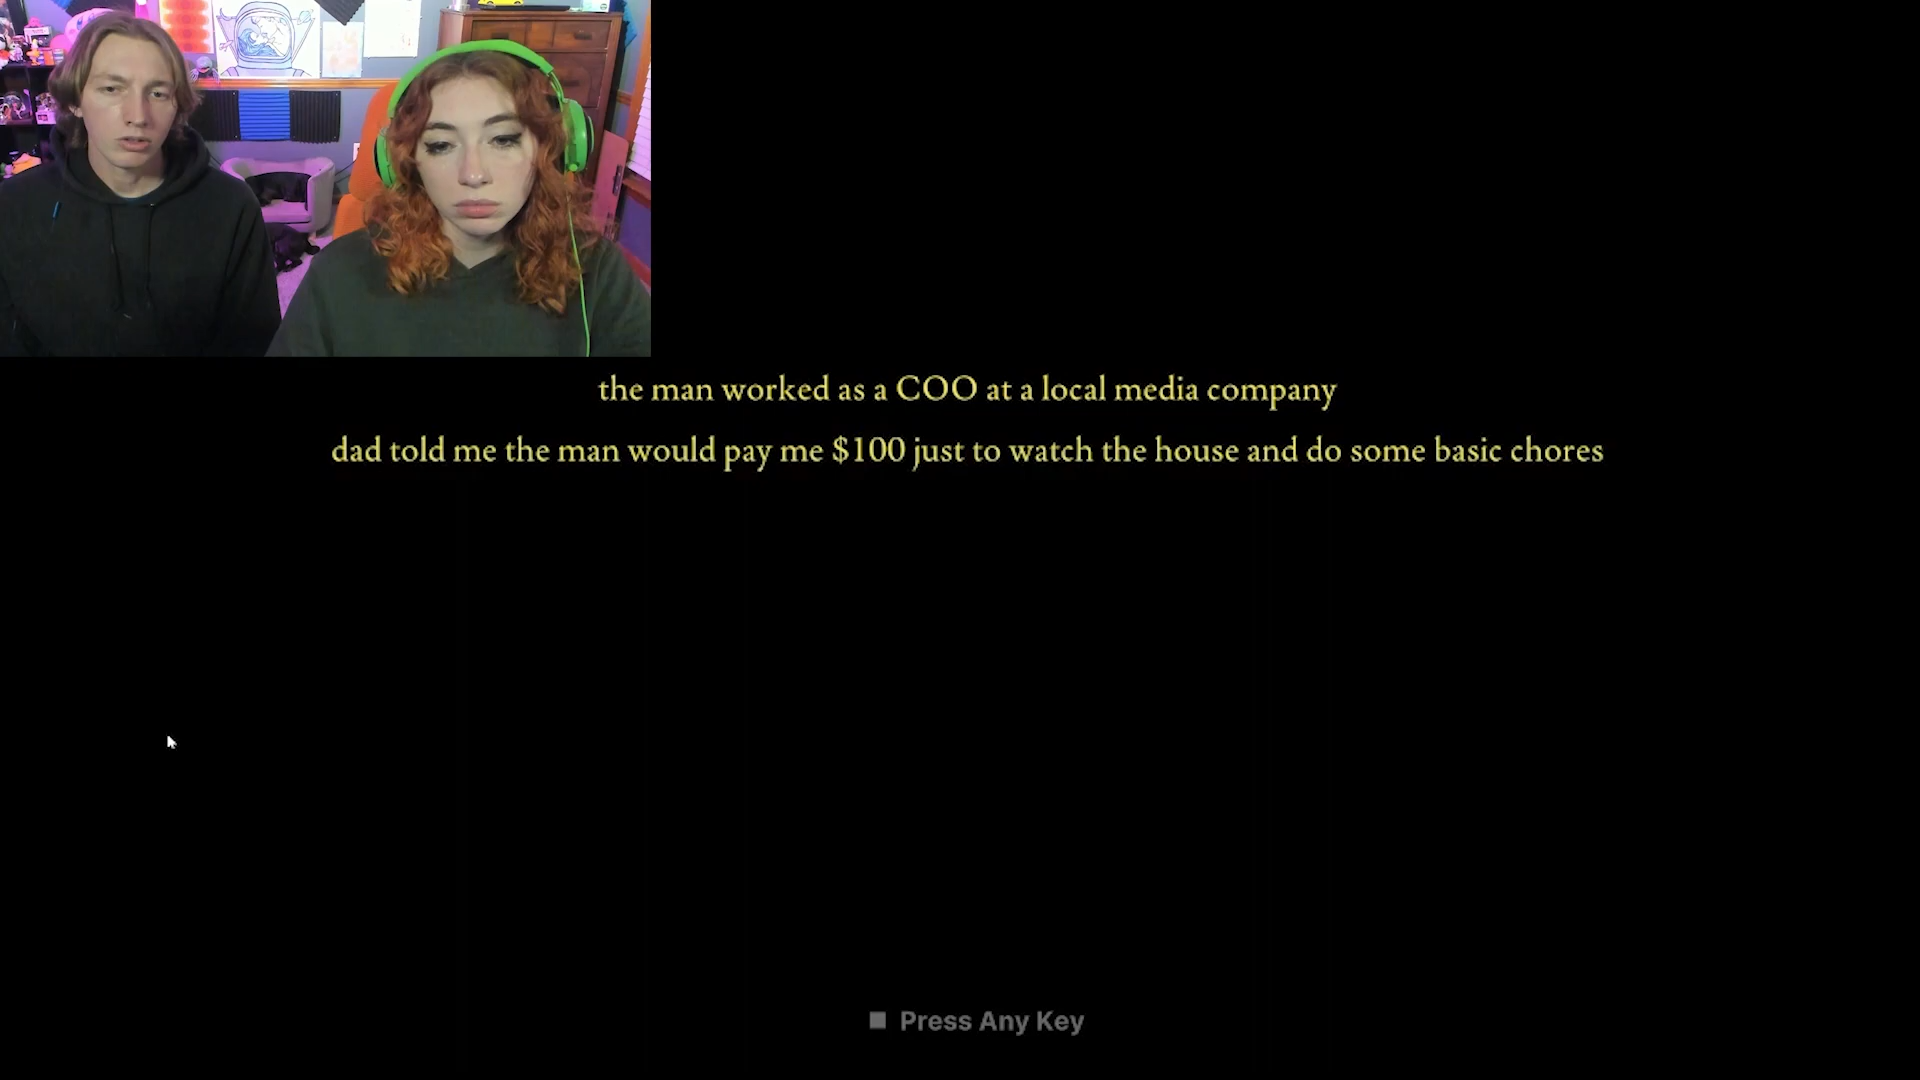 the man worked as a COO at a local media company
dad told me the man would pay me $100 just to watch the house and do some basic chores
Press Any Key